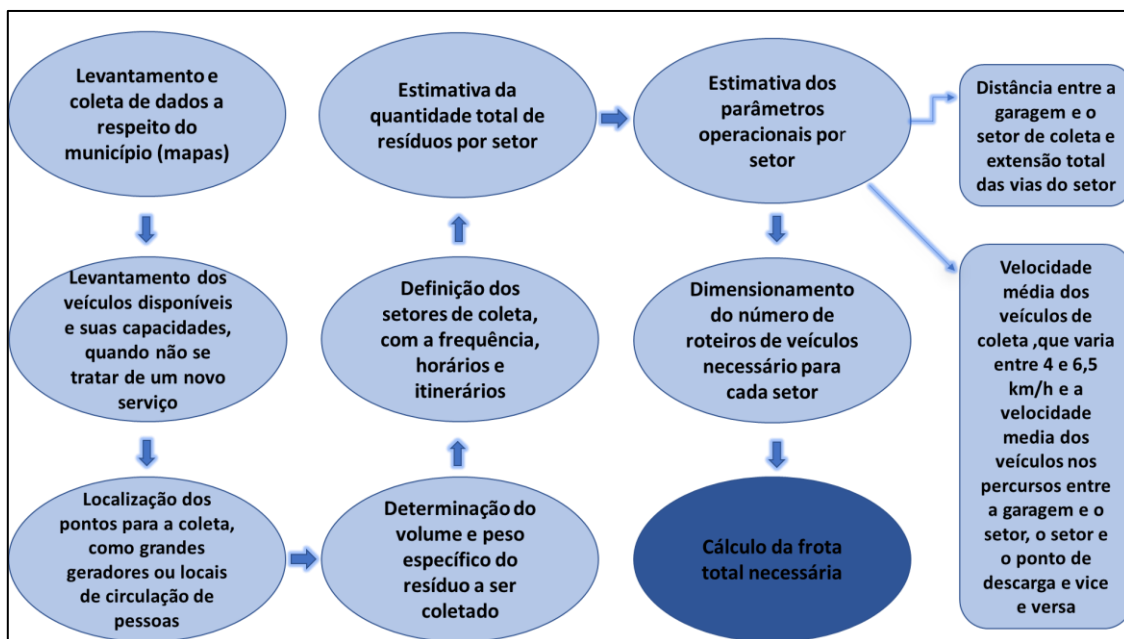 Levantamento e
coleta de dados a
respeito do
município (mapas)
Levantamento dos
veículos disponíveis
e suas capacidades,
quando não se
tratar de um novo
serviço
Localização dos
pontos para a coleta,
como grandes
geradores ou locais
de circulação de
pessoas
Determinação do
volume e peso
específico do
resíduo a ser
coletado
Definição dos
setores de coleta,
com a frequência,
horários e
itinerários
Estimativa da
quantidade total de
resíduos por setor
Estimativa dos
parâmetros
operacionais por
setor
Distância entre a
garagem e o
setor de coleta e
extensão total
das vias do setor
Velocidade
média dos
veículos de
coleta ,que varia
entre 4 e 6,5
km/h e a
velocidade
media dos
veículos nos
percursos entre
a garagem e o
setor, o setor e
o ponto de
descarga e vice
e versa
Dimensionamento
do número de
roteiros de veículos
necessário para
cada setor
Cálculo da frota
total necessária